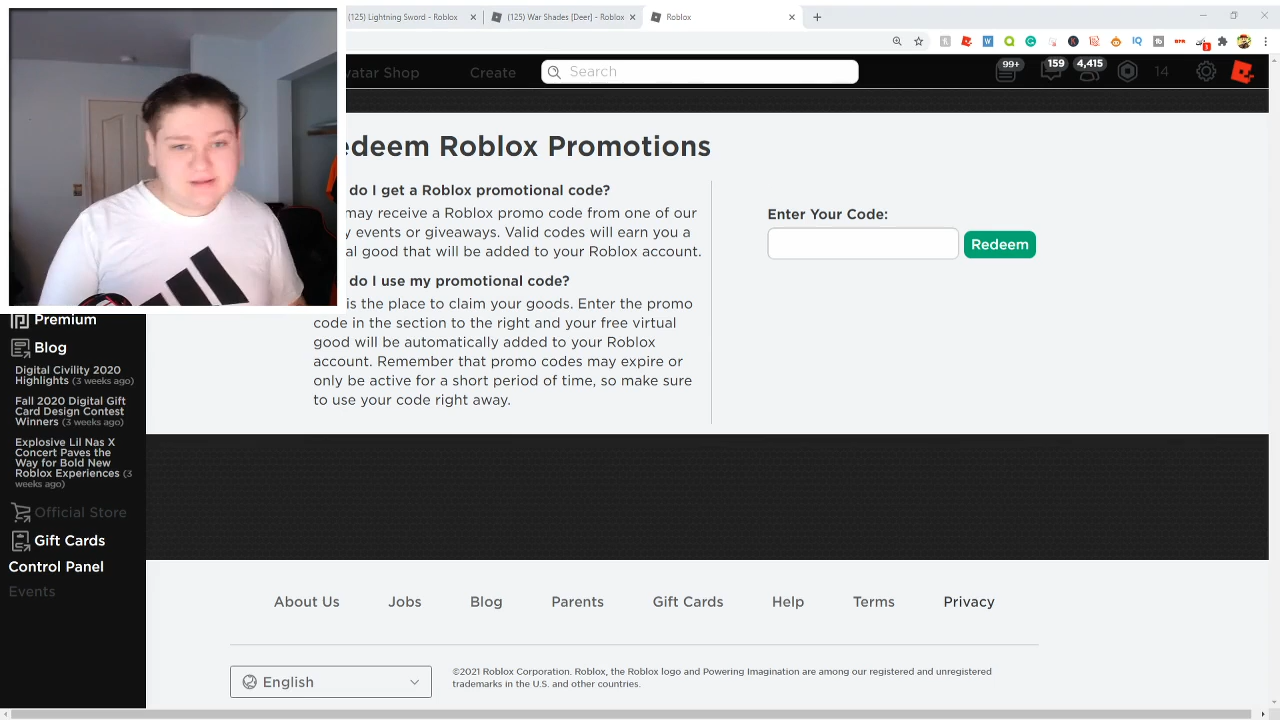 (125) Lightning Sword - Roblox
(125) War Shades [Deer] - Roblox
Roblox
vatar Shop
Create
Search
99+
159
4,415
14
edeem Roblox Promotions
do I get a Roblox promotional code?
may receive a Roblox promo code from one of our
y events or giveaways. Valid codes will earn you a
al good that will be added to your Roblox account.
do I use my promotional code?
is the place to claim your goods. Enter the promo
code in the section to the right and your free virtual
good will be automatically added to your Roblox
account. Remember that promo codes may expire or
only be active for a short period of time, so make sure
to use your code right away.
Enter Your Code:
Redeem
Premium
Blog
Digital Civility 2020
Highlights (3 weeks ago)
Fall 2020 Digital Gift
Card Design Contest
Winners (3 weeks ago)
Explosive Lil Nas X
Concert Paves the
Way for Bold New
Roblox Experiences (3
weeks ago)
Official Store
Gift Cards
Control Panel
Events
About Us
Jobs
Blog
Parents
Gift Cards
Help
Terms
Privacy
English
©2021 Roblox Corporation. Roblox, the Roblox logo and Powering Imagination are among our registered and unregistered
trademarks in the U.S. and other countries.